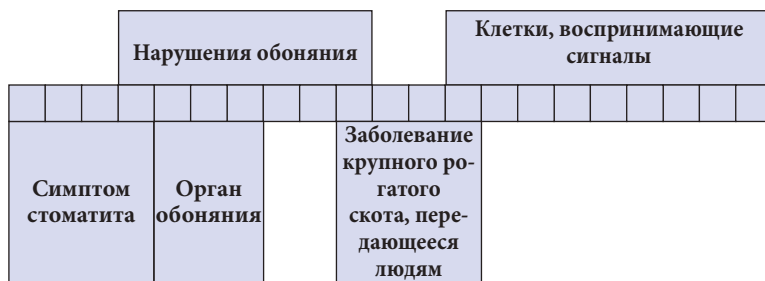 Нарушения обоняния
Клетки, воспринимающие
сигналы
Симптом
стоматита
Орган
обоняния
Заболевание
крупного ро-
гатого
скота, пере-
дающееся
людям